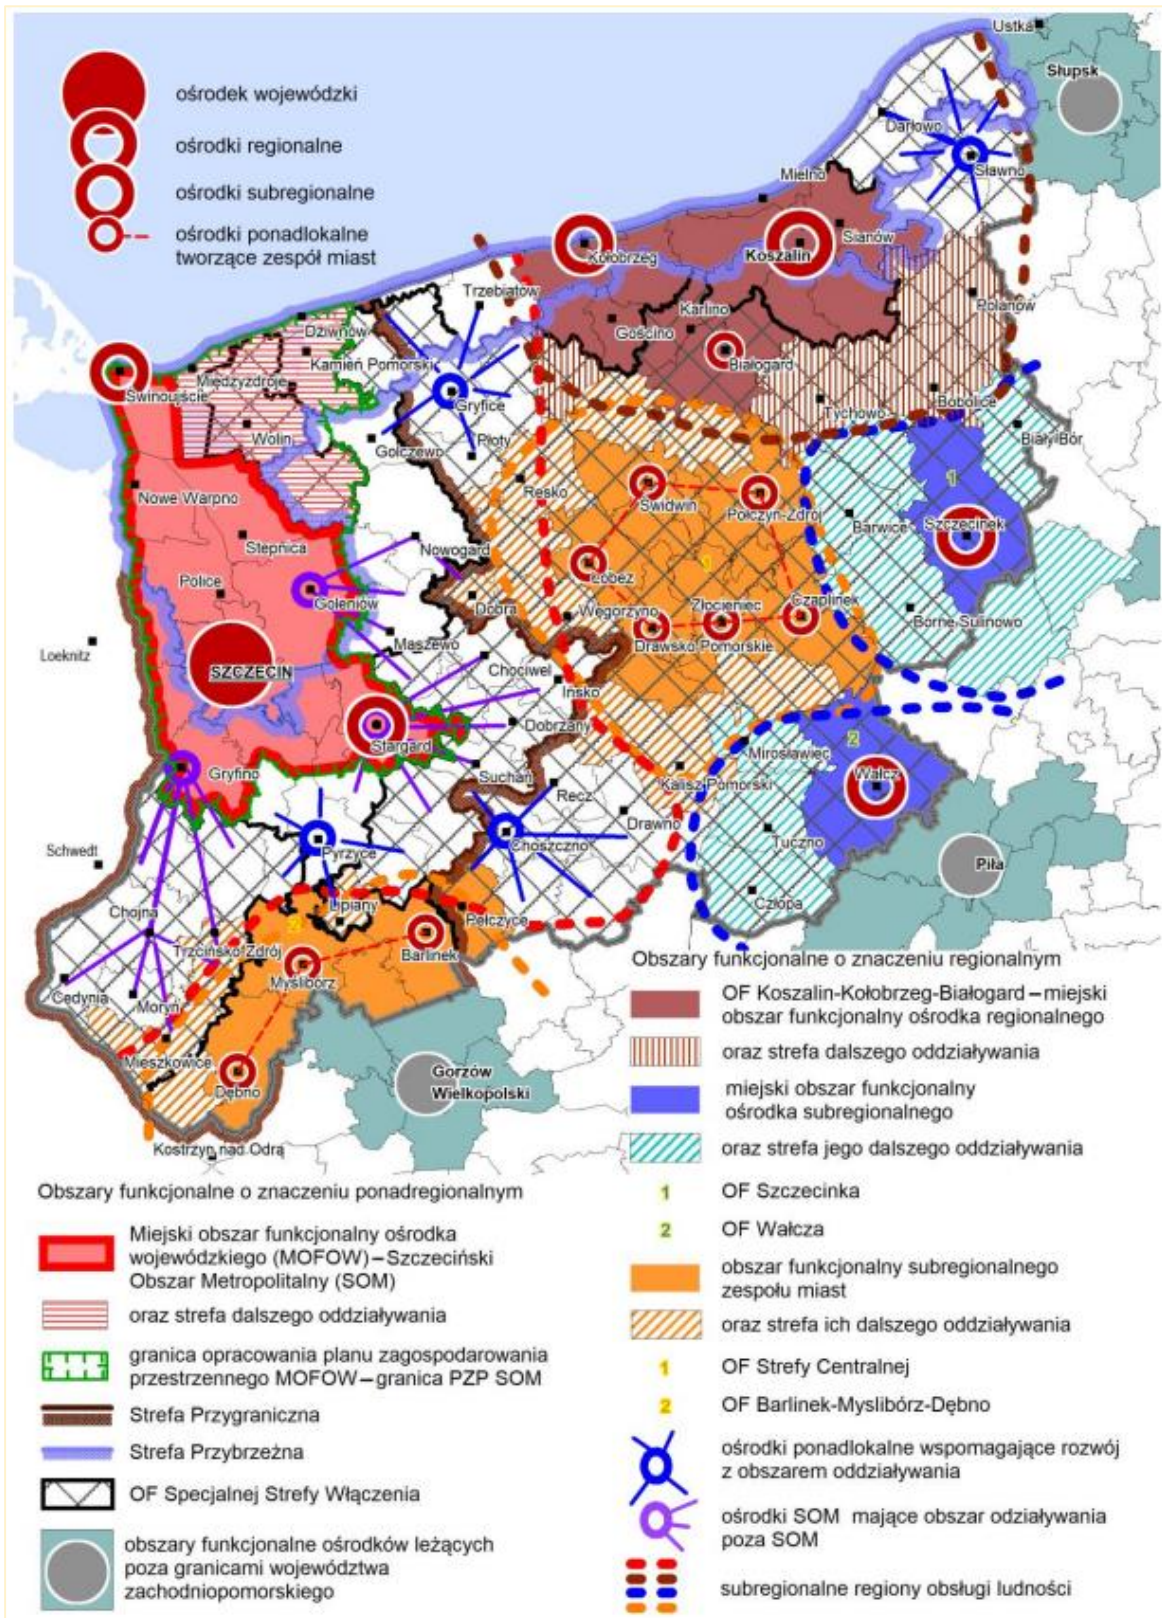 ośrodek wojewódzki
ośrodki regionalne
ośrodki subregionalne
ośrodki ponadlokalne
tworzące zespół miast
Ustka
Słupsk
Darłowo
Sławno
Mielno
Sianów
Kołobrzeg
Koszalin
Trzebiatów
Karlino
Polanów
Dziwnów
Gościno
Kamień Pomorski
Białogard
Międzyzdroje
Świnoujście
Gryfice
Tychowo
Bobolice
Wolin
Golczewo
Płoty
Biały Bór
Resko
Świdwin
Połczyn-Zdrój
1
Nowe Warpno
Barwice
Szczecinek
Stepnica
Nowogard
Police
Goleniów
Łobez
1
Dobra
Węgorzyno
Złocieniec
Czaplinek
Borne Sulinowo
Loeknitz
Maszewo
Drawsko Pomorskie
SZCZECIN
Chociwel
Ińsko
Stargard
Dobrzany
Mirosławiec
2
Gryfino
Suchań
Kalisz Pomorski
Wałcz
Recz
Drawno
Schwedt
Pyrzyce
Choszczno
Tuczno
Piła
Człopa
Chojna
Lipiany
Pełczyce
2
Trzcińsko Zdrój
Barlinek
Myślibórz
Cedynia
Moryń
Mieszkowice
Dębno
Gorzów
Wielkopolski
Kostrzyn nad Odrą
Obszary funkcjonalne o znaczeniu regionalnym
OF Koszalin-Kołobrzeg-Białogard – miejski
obszar funkcjonalny ośrodka regionalnego
oraz strefa dalszego oddziaływania
miejski obszar funkcjonalny
ośrodka subregionalnego
oraz strefa jego dalszego oddziaływania
1 OF Szczecinka
2 OF Wałcza
obszar funkcjonalny subregionalnego
zespołu miast
oraz strefa ich dalszego oddziaływania
1 OF Strefy Centralnej
2 OF Barlinek-Myslibórz-Dębno
ośrodki ponadlokalne wspomagające rozwój
z obszarem oddziaływania
ośrodki SOM mające obszar odziaływania
poza SOM
subregionalne regiony obsługi ludności
Obszary funkcjonalne o znaczeniu ponadregionalnym
Miejski obszar funkcjonalny ośrodka
wojewódzkiego (MOFOW) – Szczeciński
Obszar Metropolitalny (SOM)
oraz strefa dalszego oddziaływania
granica opracowania planu zagospodarowania
przestrzennego MOFOW – granica PZP SOM
Strefa Przygraniczna
Strefa Przybrzeżna
OF Specjalnej Strefy Włączenia
obszary funkcjonalne ośrodków leżących
poza granicami województwa
zachodniopomorskiego